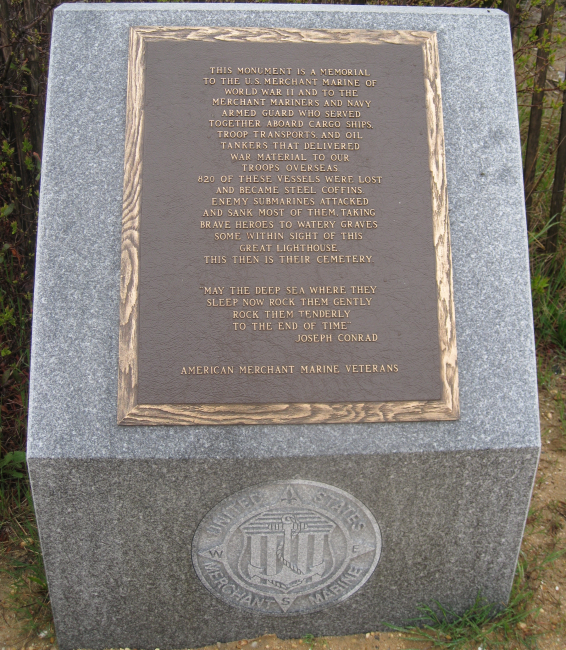 THIS MONUMENT IS A MEMORIAL
TO THE U.S. MERCHANT MARINE OF
WORLD WAR II AND TO THE
MERCHANT MARINERS AND NAVY
ARMED GUARD WHO SERVED
TOGETHER ABOARD CARGO SHIPS,
TROOP TRANSPORTS, AND OIL
TANKERS THAT DELIVERED
WAR MATERIAL TO OUR
TROOPS OVERSEAS.
820 OF THESE VESSELS WERE LOST
AND BECAME STEEL COFFINS.
ENEMY SUBMARINES ATTACKED
AND SANK MOST OF THEM, TAKING
BRAVE HEROES TO WATERY GRAVES
SOME WITHIN SIGHT OF THIS
GREAT LIGHTHOUSE.
THIS THEN IS THEIR CEMETERY.
"MAY THE DEEP SEA WHERE THEY
SLEEP NOW ROCK THEM GENTLY
ROCK THEM TENDERLY
TO THE END OF TIME
JOSEPH CONRAD
AMERICAN MERCHANT MARINE VETERANS
UNITED STATES
W E
S
MERCHANT MARINE